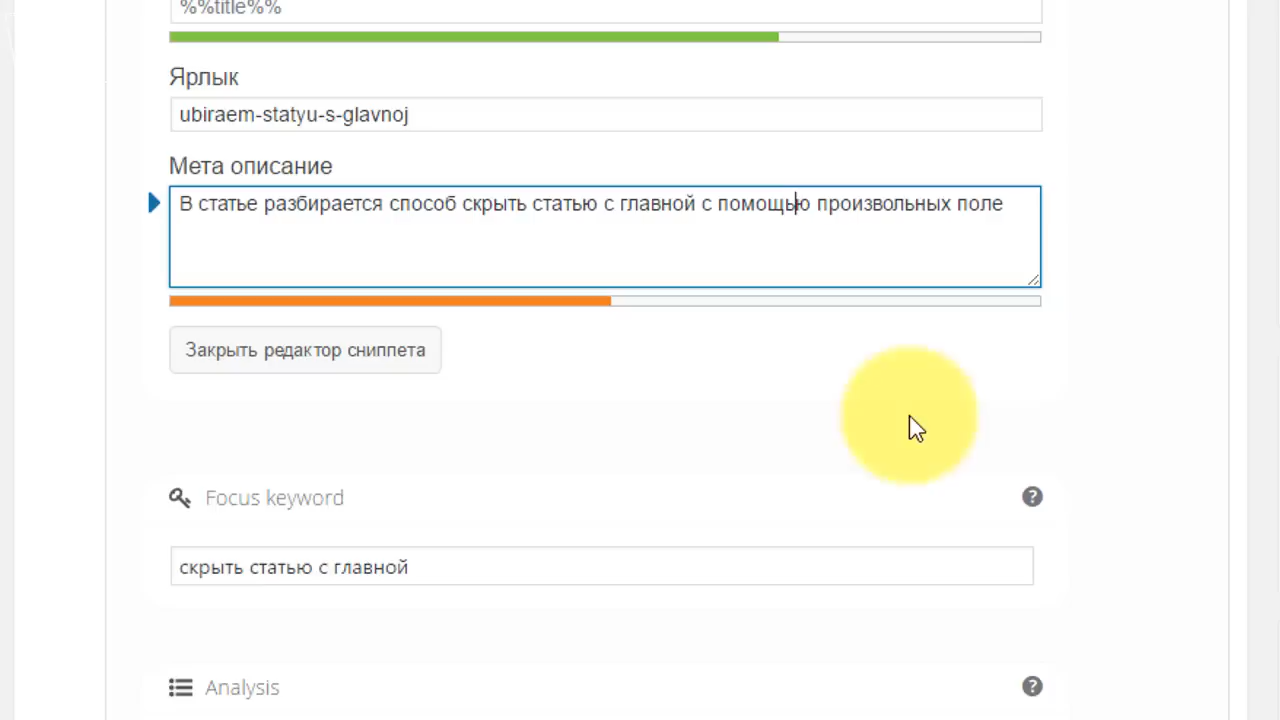 %%title%%
Ярлык
ubiraem-statyu-s-glavnoj
Мета описание
В статье разбирается способ скрыть статью с главной с помощью произвольных поле
Закрыть редактор сниппета
Focus keyword
скрыть статью с главной
Analysis